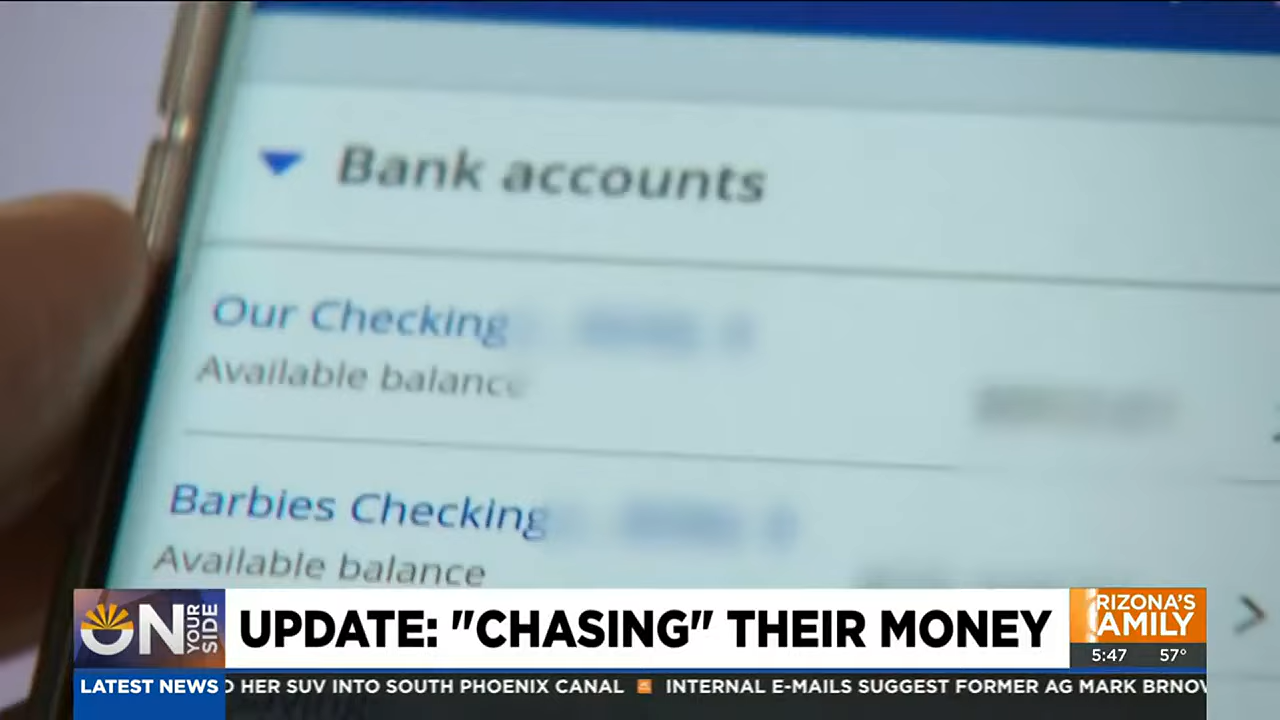 Bank accounts
Our Checking
Available balance
Barbies Checking
Available balance
ON YOUR SIDE
UPDATE: "CHASING" THEIR MONEY
RIZONA'S
AMILY
5:47 57°
LATEST NEWS
HER SUV INTO SOUTH PHOENIX CANAL INTERNAL E-MAILS SUGGEST FORMER AG MARK BRNOV